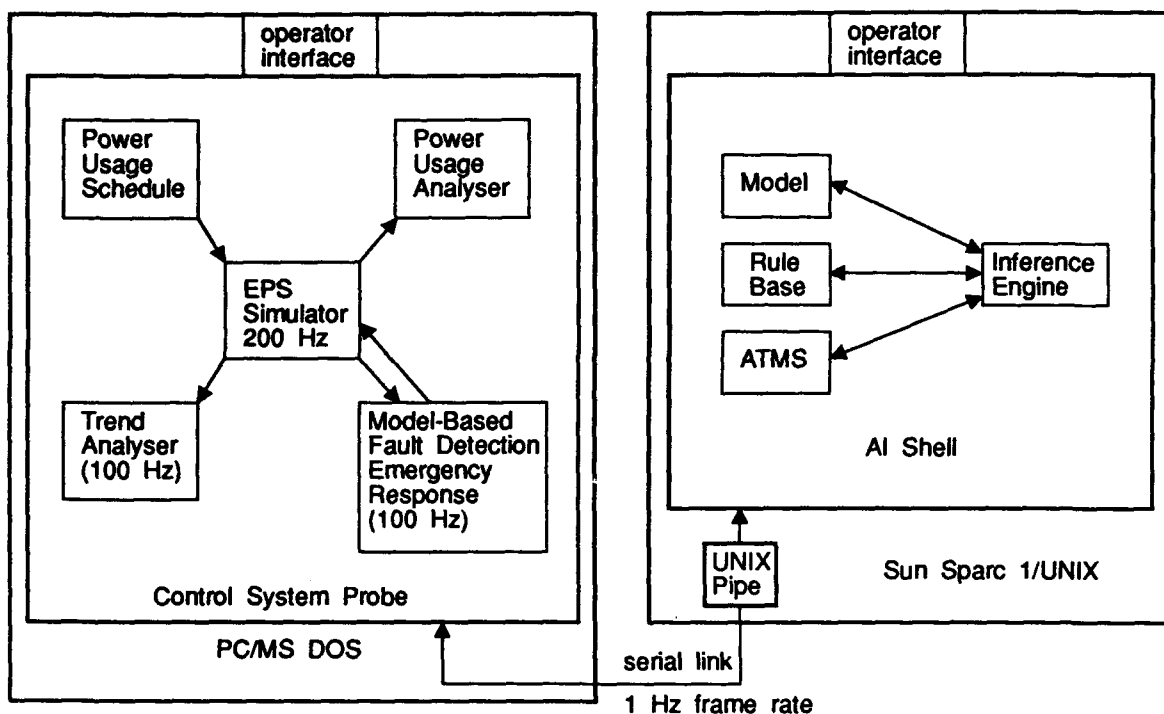 operator
interface
Power
Usage
Schedule
Power
Usage
Analyser
EPS
Simulator
200 Hz
Trend
Analyser
(100 Hz)
Model-Based
Fault Detection
Emergency
Response
(100 Hz)
Control System Probe
PC/MS DOS
operator
interface
Model
Rule
Base
ATMS
Inference
Engine
AI Shell
UNIX
Pipe
Sun Sparc 1/UNIX
serial link
1 Hz frame rate